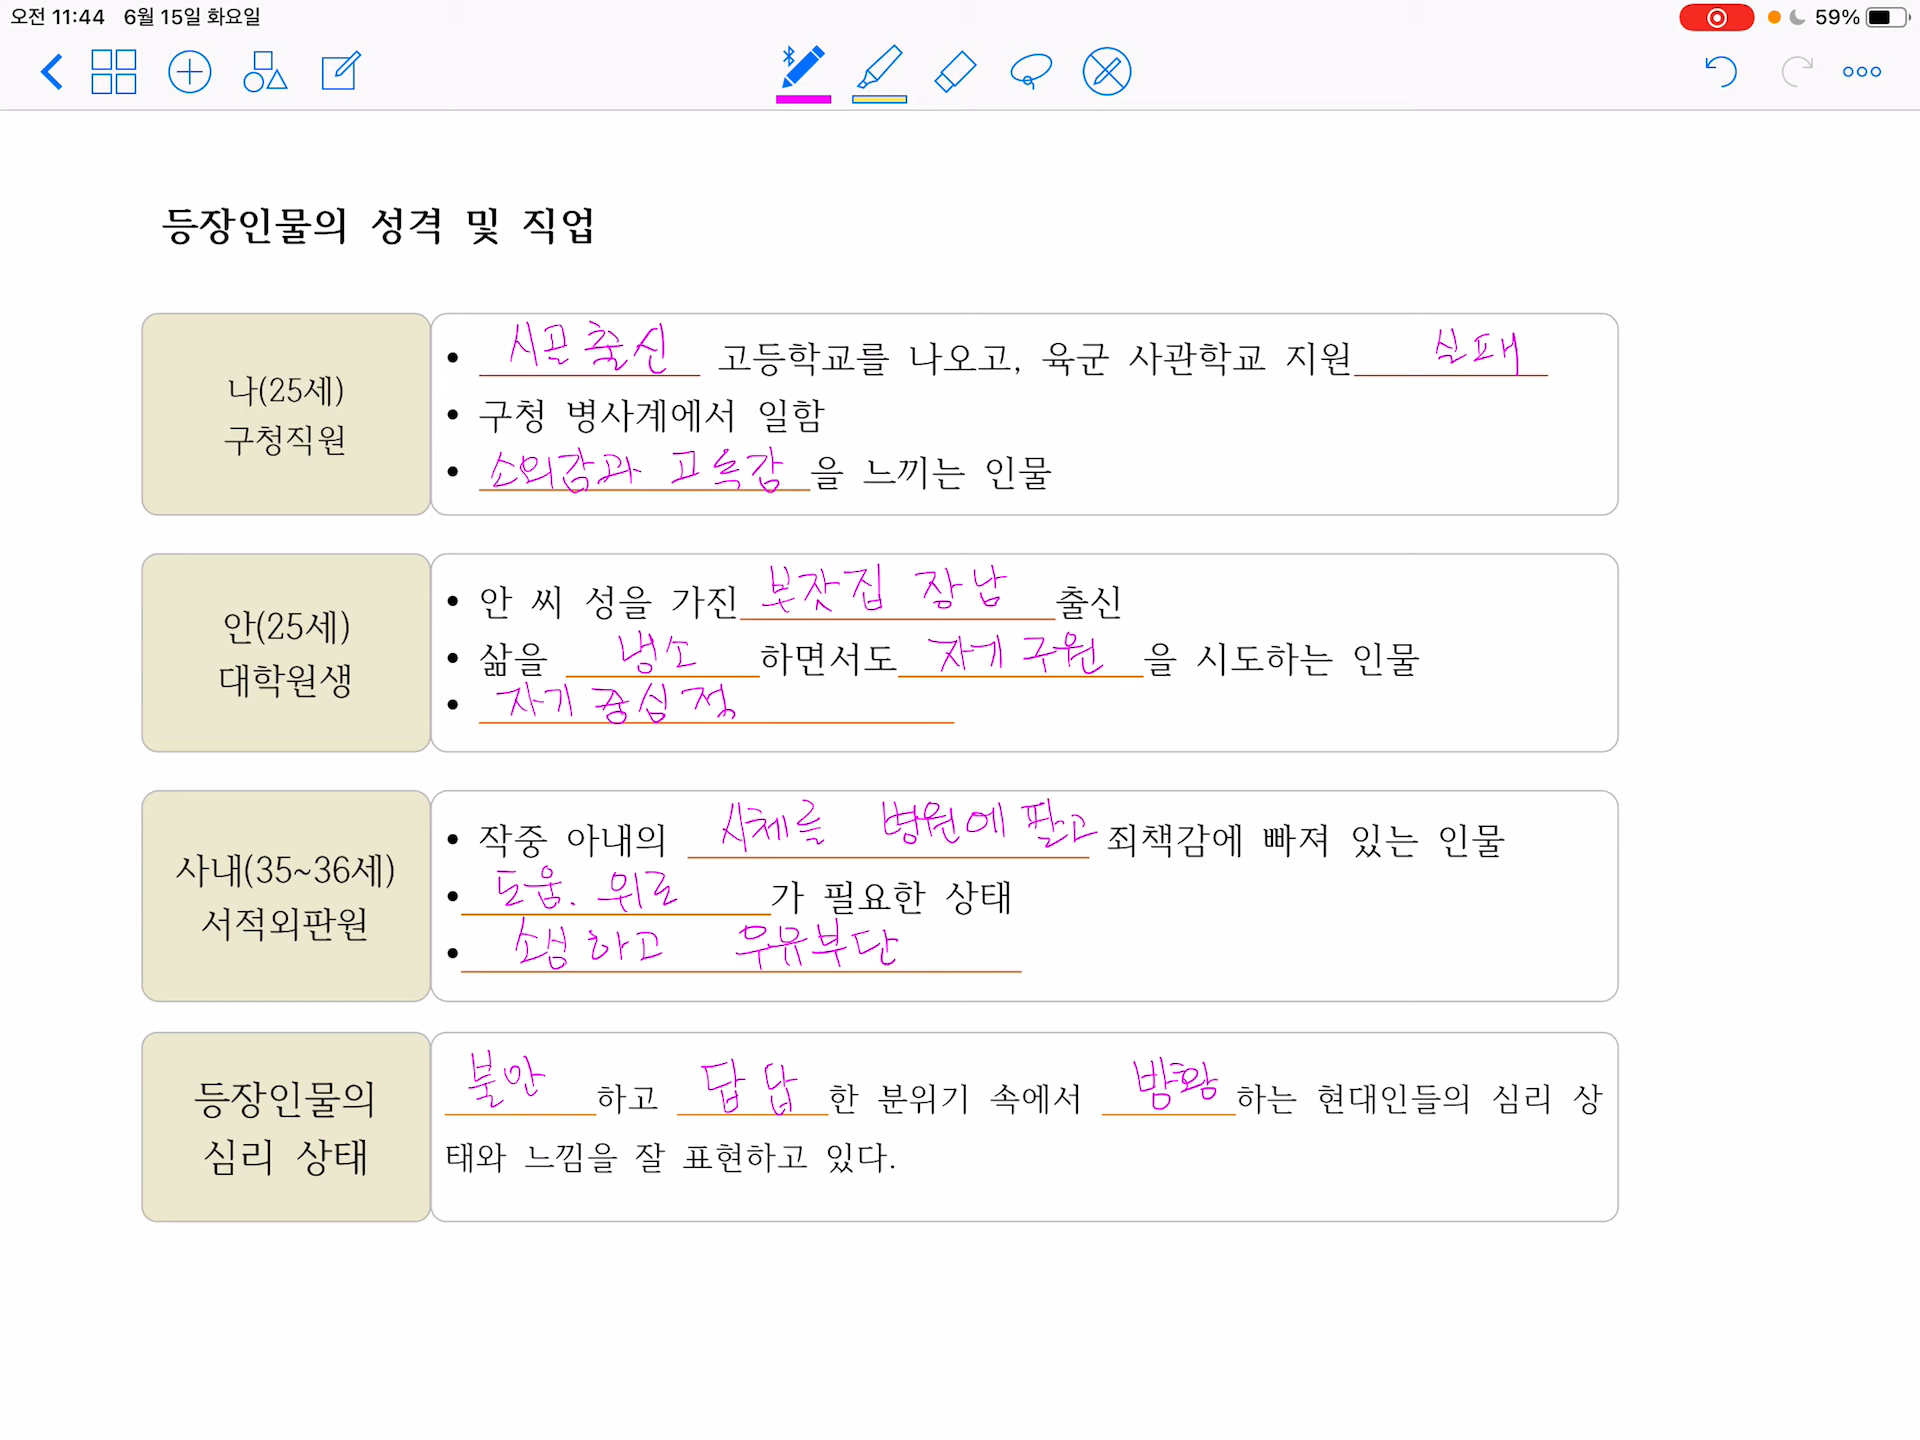 오전 11:44 6월 15일 화요일 59%
등장인물의 성격 및 직업
나(25세)
구청직원
• 시골출신 고등학교를 나오고, 육군 사관학교 지원 실패
• 구청 병사계에서 일함
• 소외감과 고독감을 느끼는 인물
안(25세)
대학원생
• 안 씨 성을 가진 부잣집 장남 출신
• 삶을 냉소 하면서도 자기 구원 을 시도하는 인물
• 자기 중심적
사내(35~36세)
서적외판원
• 작중 아내의 시체를 병원에 팔고 죄책감에 빠져 있는 인물
• 도움. 위로 가 필요한 상태
• 소심하고 우유부단
등장인물의
심리 상태
불안 하고 답답 한 분위기 속에서 방황 하는 현대인들의 심리 상
태와 느낌을 잘 표현하고 있다.